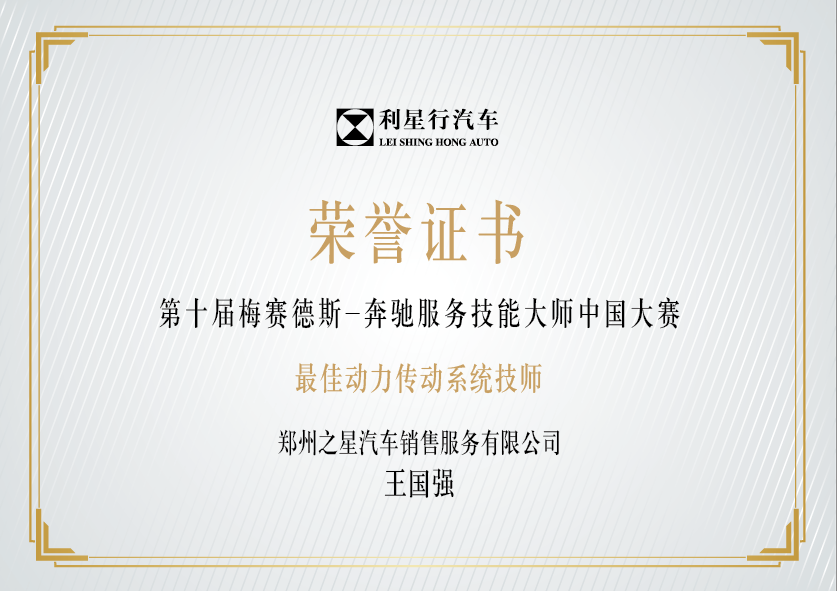 利星行汽车
LEI SHING HONG AUTO
荣誉证书
第十届梅赛德斯-奔驰服务技能大师中国大赛
最佳动力传动系统技师
郑州之星汽车销售服务有限公司
王国强